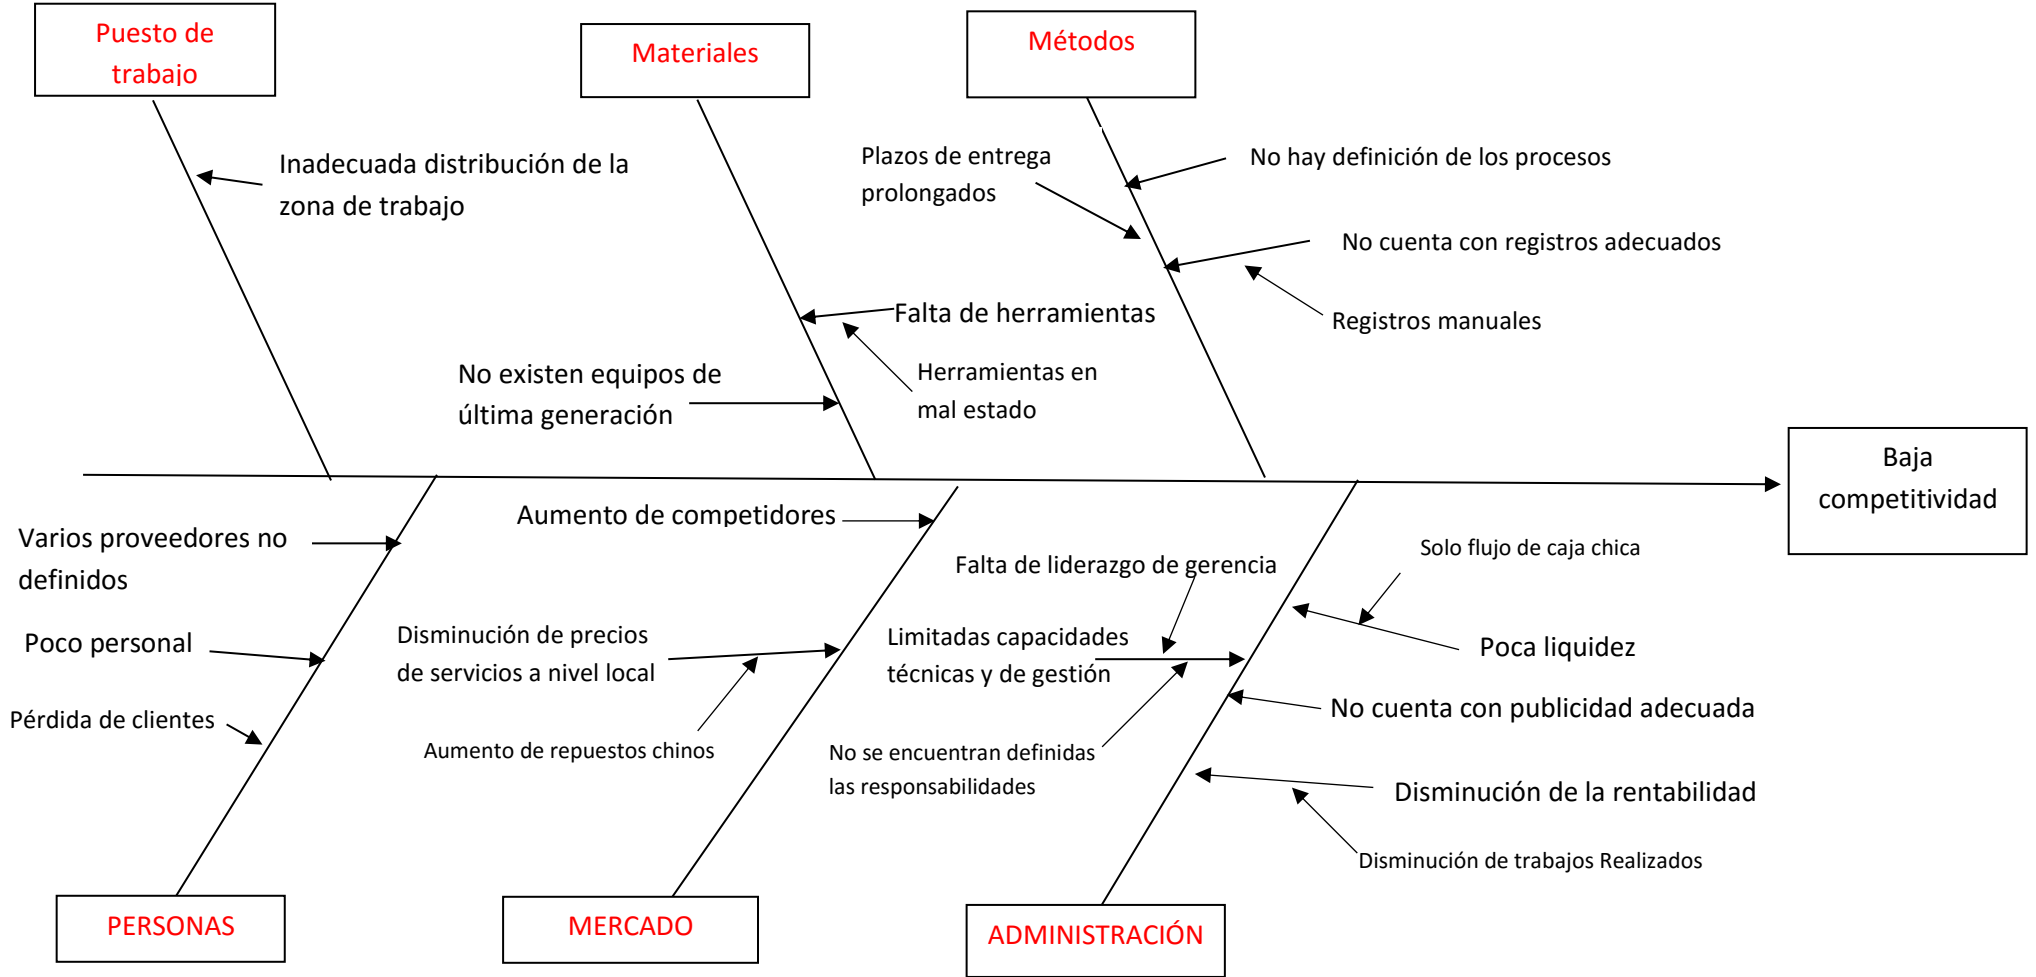 Puesto de
trabajo
Materiales
Métodos
Inadecuada distribución de la
zona de trabajo
Plazos de entrega
prolongados
No hay definición de los procesos
No cuenta con registros adecuados
Registros manuales
Falta de herramientas
Herramientas en
mal estado
No existen equipos de
última generación
Baja
competitividad
Varios proveedores no
definidos
Poco personal
Pérdida de clientes
Aumento de competidores
Disminución de precios
de servicios a nivel local
Aumento de repuestos chinos
Falta de liderazgo de gerencia
Limitadas capacidades
técnicas y de gestión
No se encuentran definidas
las responsabilidades
Solo flujo de caja chica
Poca liquidez
No cuenta con publicidad adecuada
Disminución de la rentabilidad
Disminución de trabajos Realizados
PERSONAS
MERCADO
ADMINISTRACIÓN